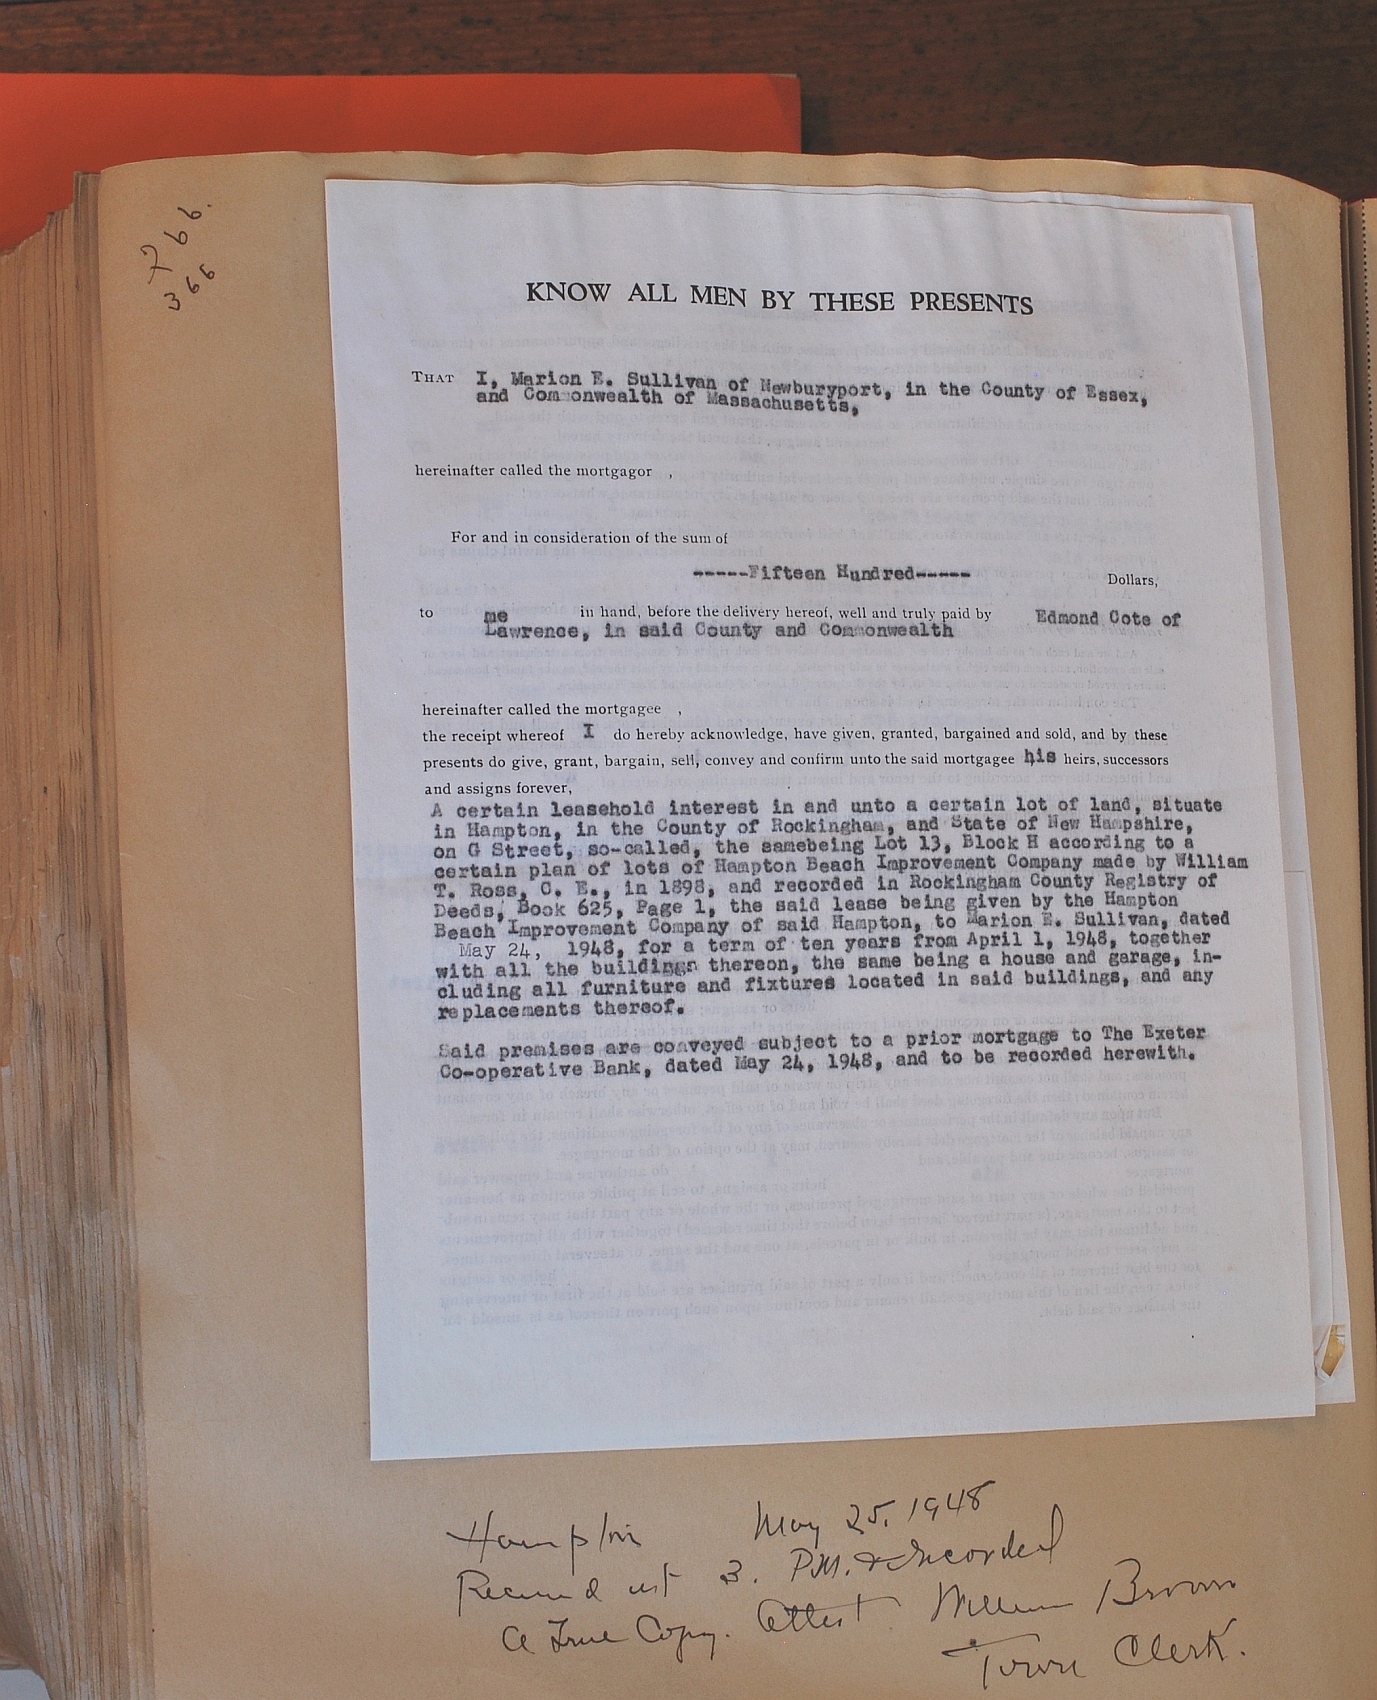 766.
366
KNOW ALL MEN BY THESE PRESENTS
THAT I, Marion E. Sullivan of Newburyport, in the County of Essex,
and Commonwealth of Massachusetts,
hereinafter called the mortgagor ,
For and in consideration of the sum of
-----Fifteen Hundred----- Dollars,
to me in hand, before the delivery hereof, well and truly paid by Edmond Cote of
Lawrence, in said County and Commonwealth
hereinafter called the mortgagee ,
the receipt whereof I do hereby acknowledge, have given, granted, bargained and sold, and by these
presents do give, grant, bargain, sell, convey and confirm unto the said mortgagee his heirs, successors
and assigns forever,
A certain leasehold interest in and unto a certain lot of land, situate
in Hampton, in the County of Rockingham, and State of New Hampshire,
on G Street, so-called, the samebeing Lot 13, Block H according to a
certain plan of lots of Hampton Beach Improvement Company made by William
T. Ross, C. E., in 1898, and recorded in Rockingham County Registry of
Deeds, Book 625, Page 1, the said lease being given by the Hampton
Beach Improvement Company of said Hampton, to Marion E. Sullivan, dated
May 24, 1948, for a term of ten years from April 1, 1948, together
with all the buildings thereon, the same being a house and garage, in-
cluding all furniture and fixtures located in said buildings, and any
replacements thereof.
Said premises are conveyed subject to a prior mortgage to The Exeter
Co-operative Bank, dated May 24, 1948, and to be recorded herewith.
Hampton May 25, 1948
Received at 3. P.M. & Recorded
A True Copy. Attest William Brown
Town Clerk.